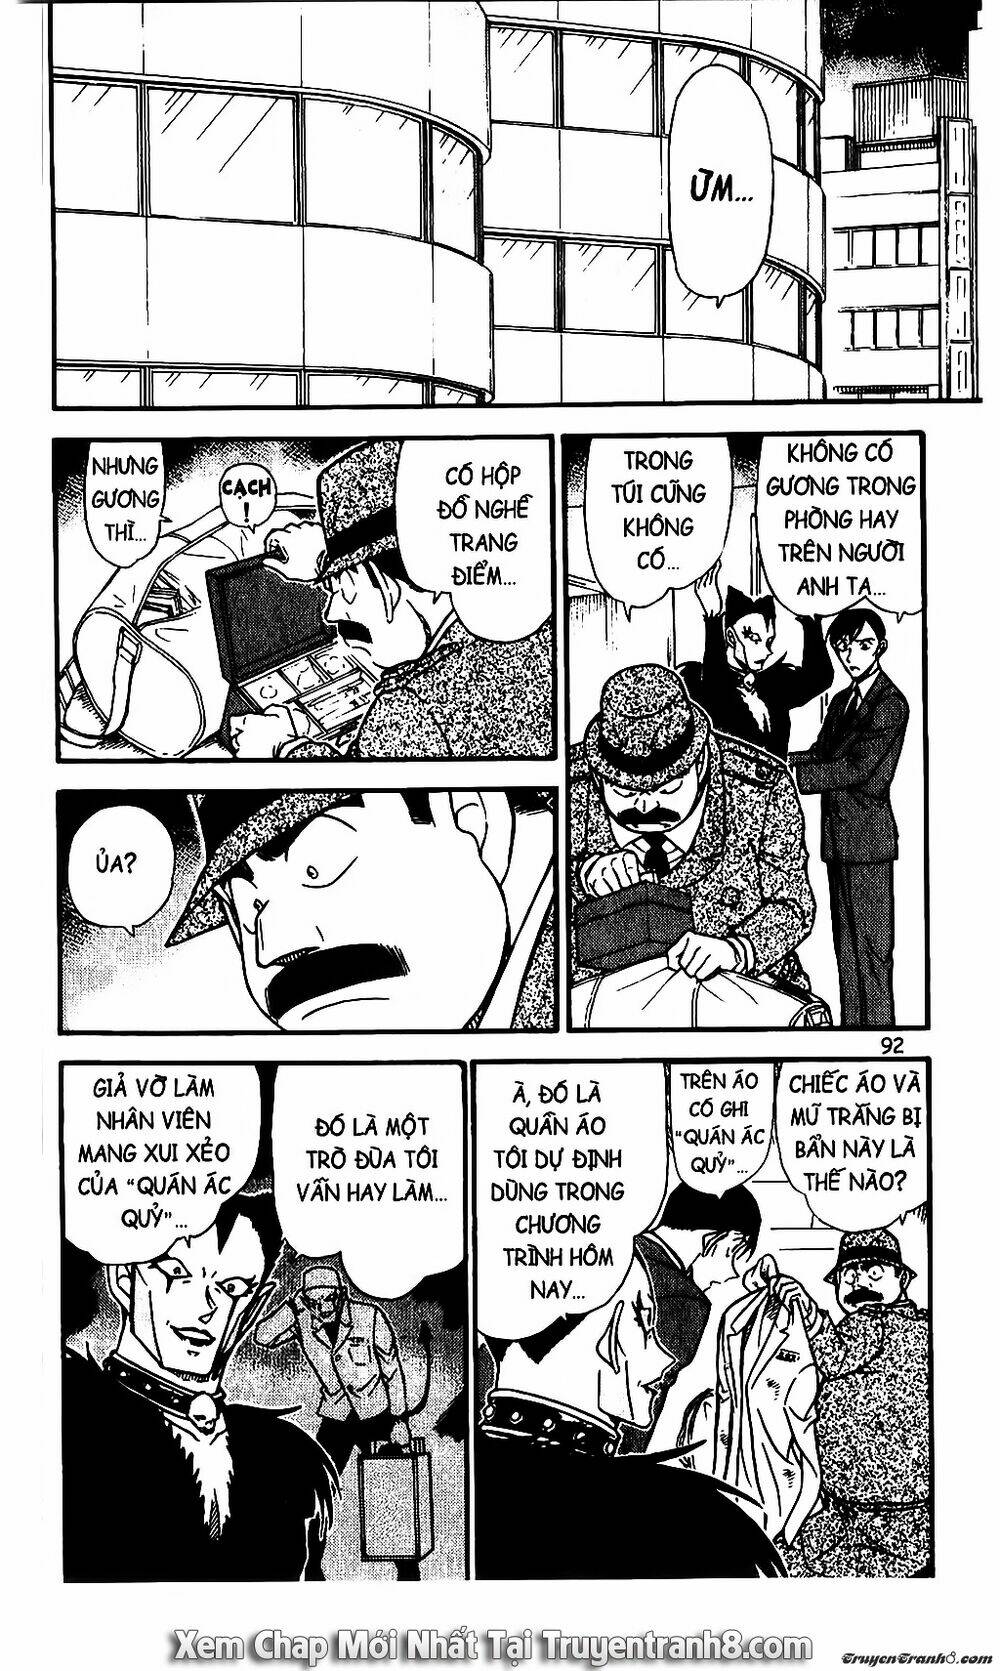 ỪM...
KHÔNG CÓ
GƯƠNG TRONG
PHÒNG HAY
TRÊN NGƯỜI
ANH TA...
TRONG
TÚI CŨNG
KHÔNG
CÓ...
CÓ HỘP
ĐỒ NGHỀ
TRANG
ĐIỂM...
CẠCH
!
NHƯNG
GƯƠNG
THÌ...
ỦA?
92
CHIẾC ÁO VÀ
MŨ TRẮNG BỊ
BẨN NÀY LÀ
THẾ NÀO?
TRÊN ÁO
CÓ GHI
"QUÁN ÁC
QUỶ"...
À, ĐÓ LÀ
QUẦN ÁO
TÔI DỰ ĐỊNH
DÙNG TRONG
CHƯƠNG
TRÌNH HÔM
NAY...
ĐÓ LÀ MỘT
TRÒ ĐÙA TÔI
VẪN HAY LÀM...
GIẢ VỜ LÀM
NHÂN VIÊN
MANG XUI XẺO
CỦA "QUÁN ÁC
QUỶ"...
Xem Chap Mới Nhất Tại Truyentranh8.com
TruyenTranh8.com